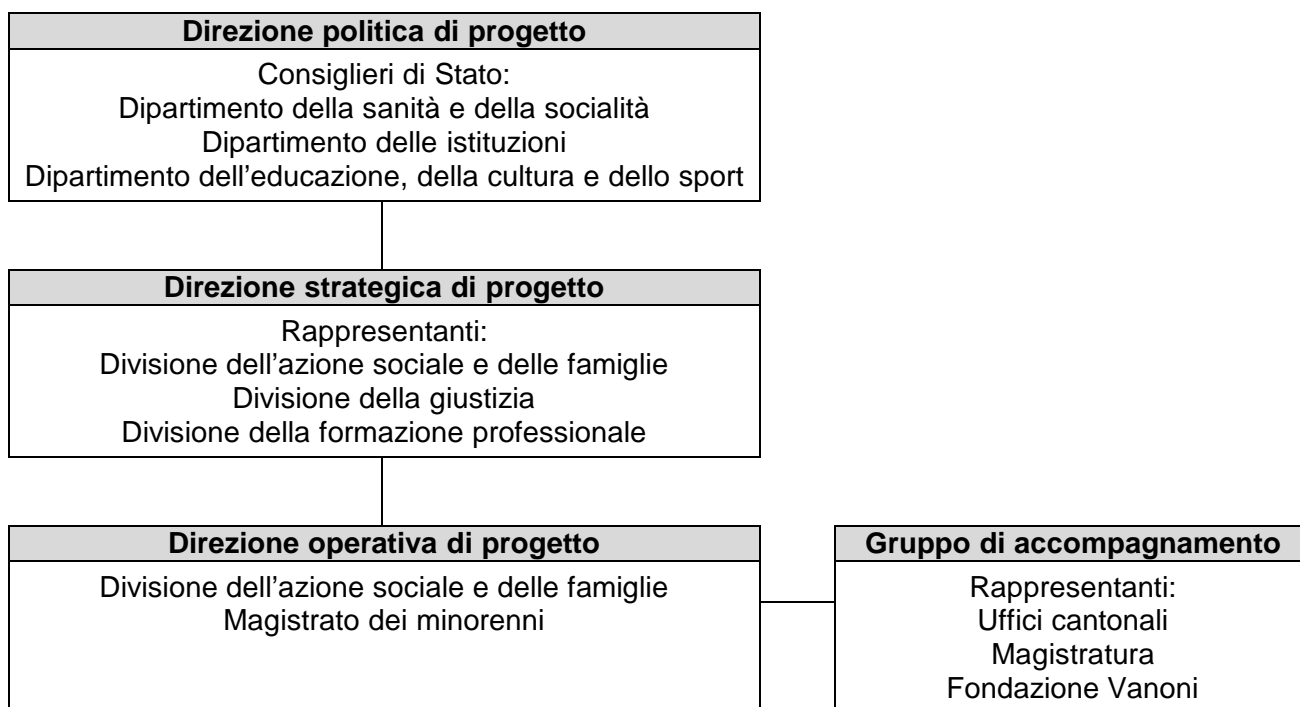 Direzione politica di progetto
Consiglieri di Stato:
Dipartimento della sanità e della socialità
Dipartimento delle istituzioni
Dipartimento dell'educazione, della cultura e dello sport
Direzione strategica di progetto
Rappresentanti:
Divisione dell'azione sociale e delle famiglie
Divisione della giustizia
Divisione della formazione professionale
Direzione operativa di progetto
Divisione dell'azione sociale e delle famiglie
Magistrato dei minorenni
Gruppo di accompagnamento
Rappresentanti:
Uffici cantonali
Magistratura
Fondazione Vanoni